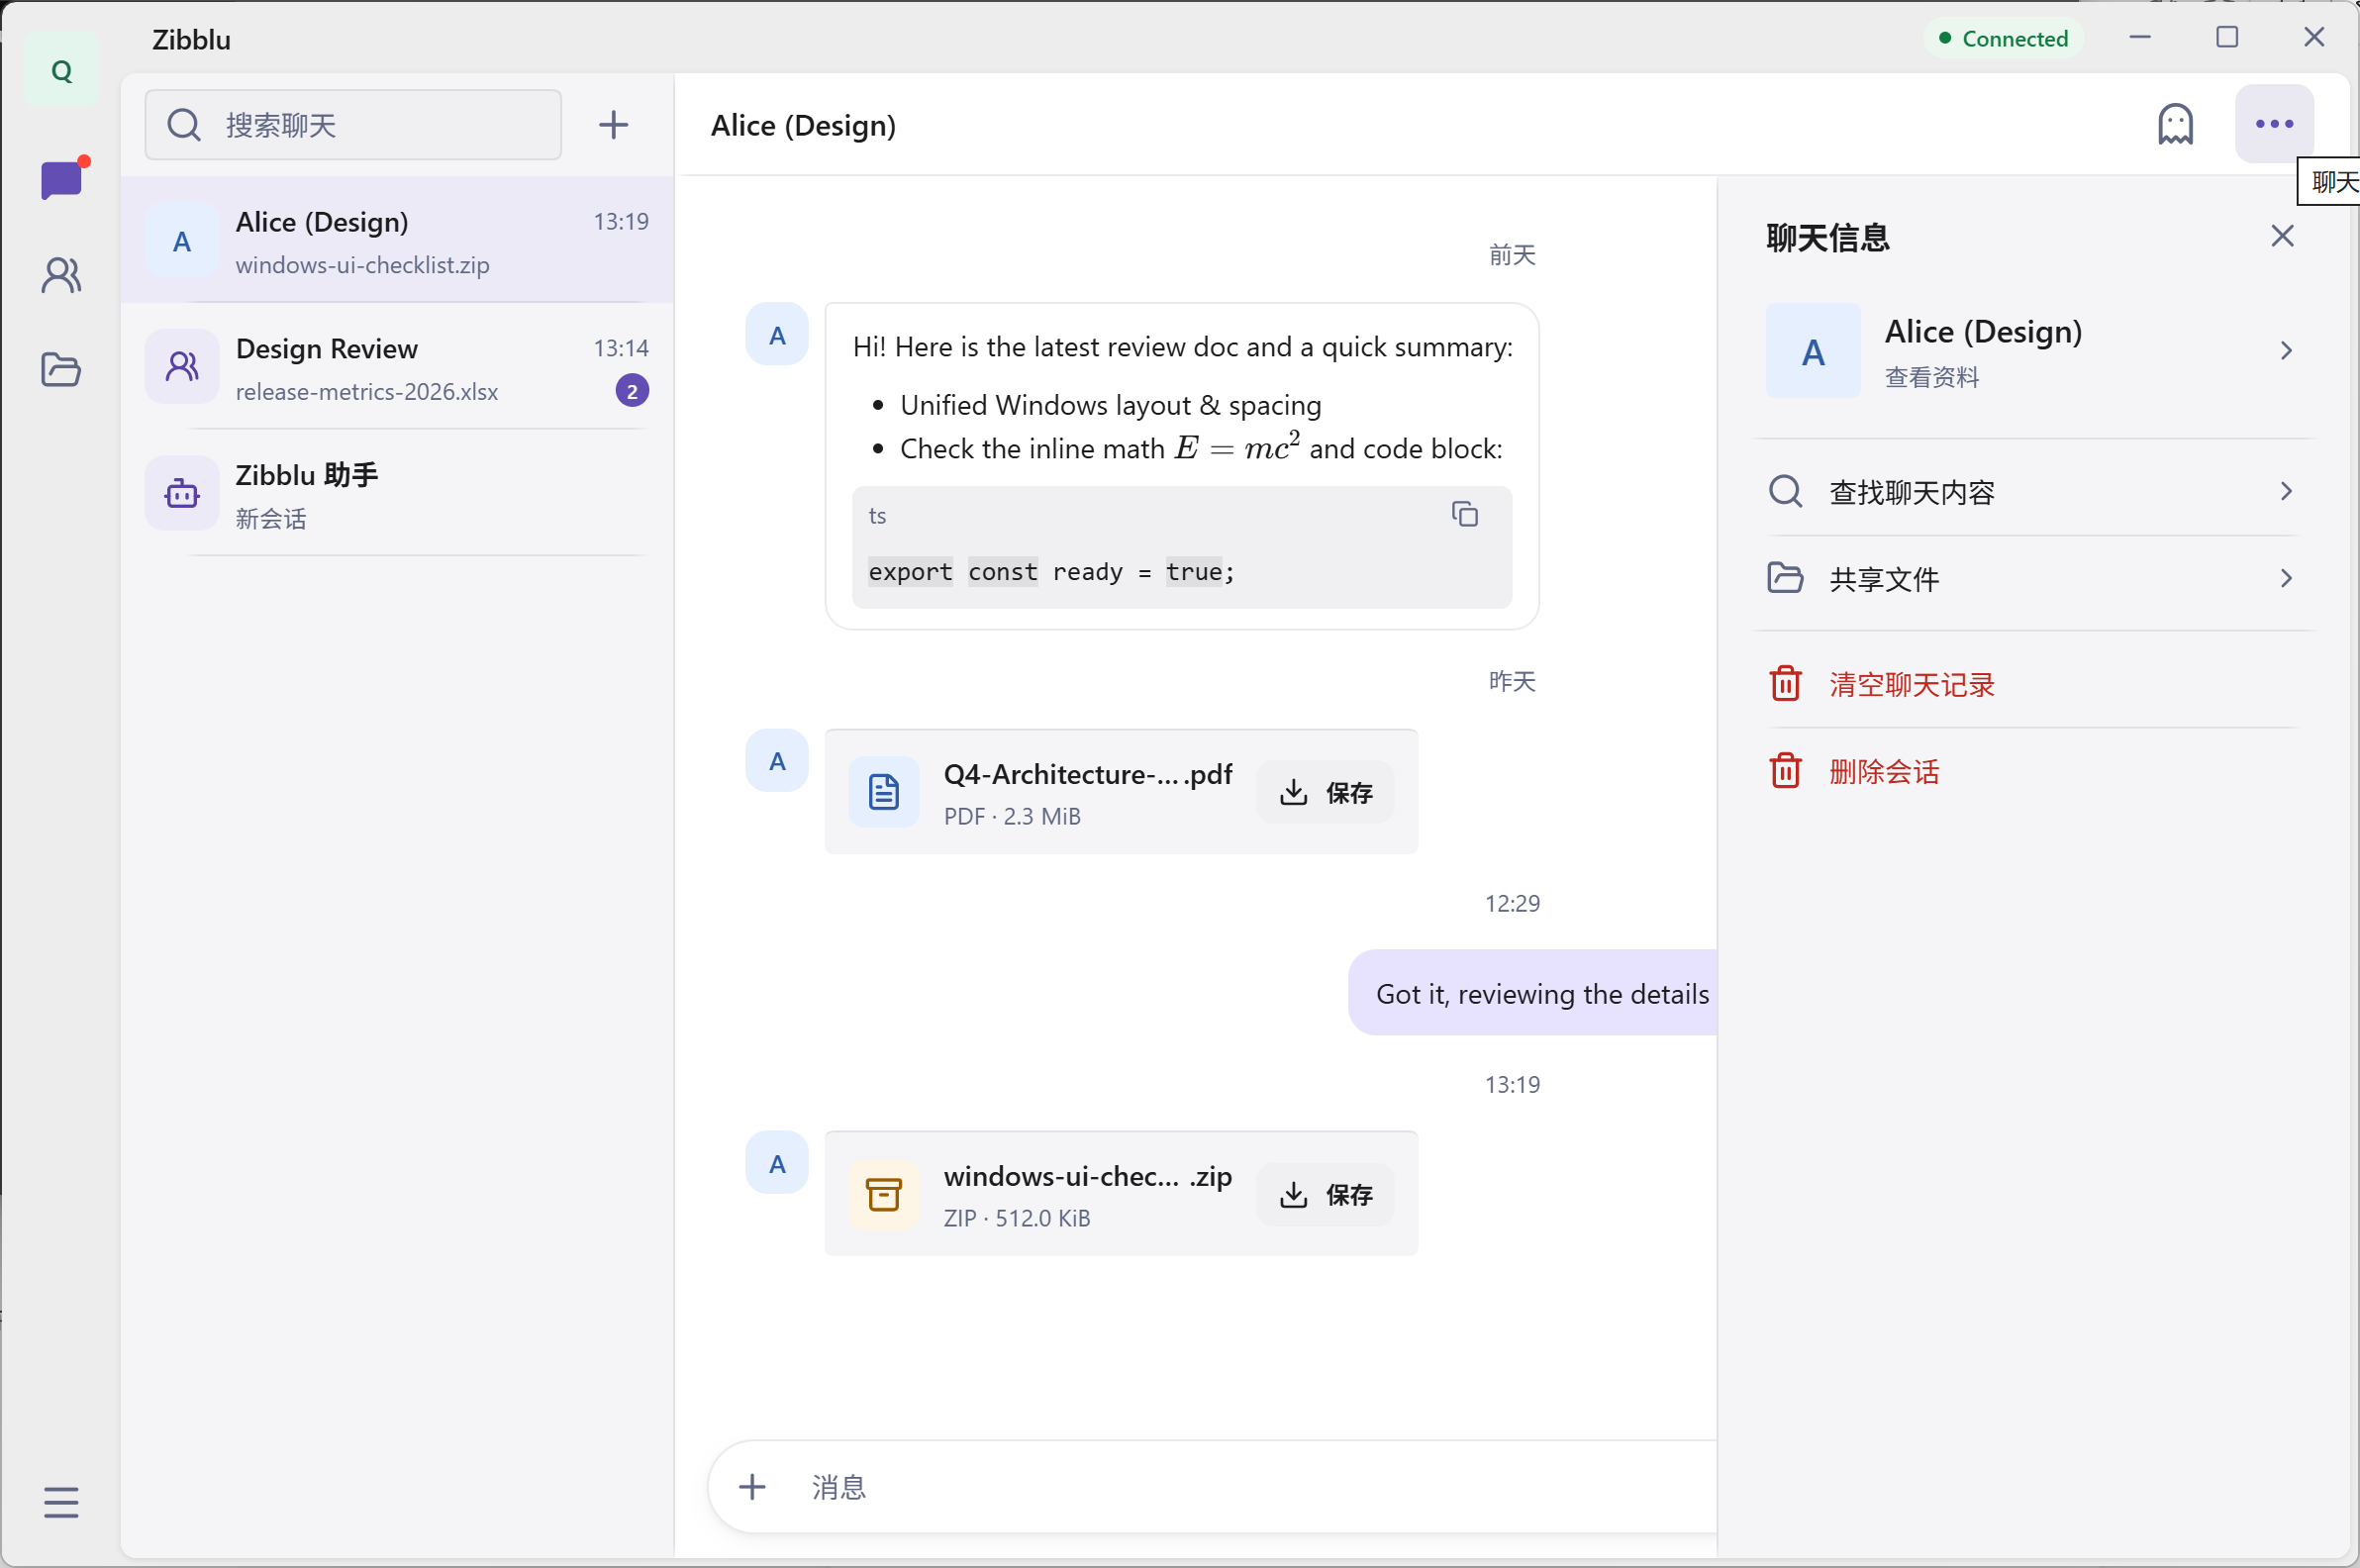 Zibblu
Connected
Q
搜索聊天
Alice (Design)
聊天
A
Alice (Design)
13:19
windows-ui-checklist.zip
Design Review
13:14
release-metrics-2026.xlsx
2
Zibblu 助手
新会话
前天
A
Hi! Here is the latest review doc and a quick summary:
• Unified Windows layout & spacing
• Check the inline math E = mc² and code block:
ts
export const ready = true;
昨天
A
Q4-Architecture-... .pdf
PDF · 2.3 MiB
保存
12:29
Got it, reviewing the details
13:19
A
windows-ui-chec... .zip
ZIP · 512.0 KiB
保存
消息
聊天信息
A
Alice (Design)
查看资料
查找聊天内容
共享文件
清空聊天记录
删除会话